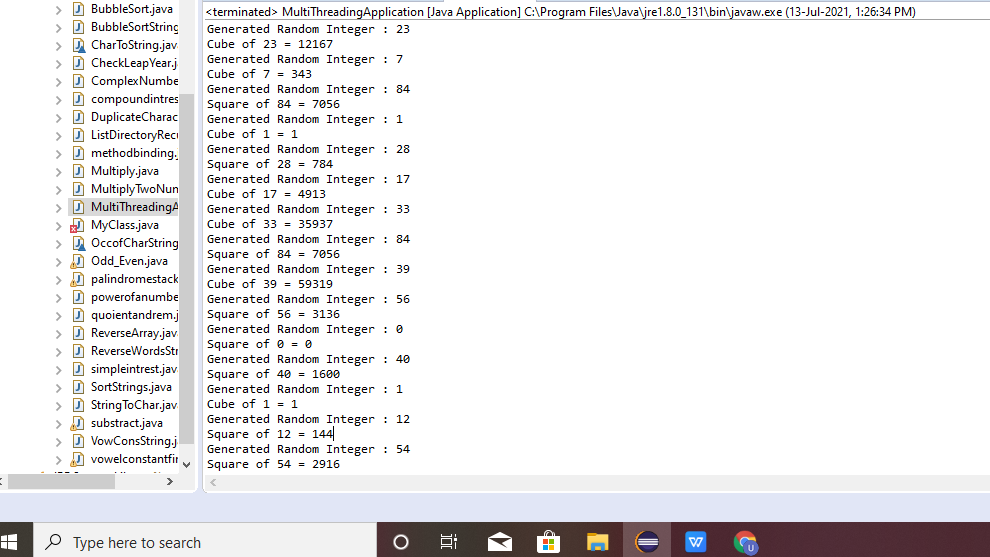 BubbleSort.java
BubbleSortString
CharToString.java
CheckLeapYear.j
ComplexNumbe
compoundintres
DuplicateCharac
ListDirectoryRecu
methodbinding.
Multiply.java
MultiplyTwoNun
MultiThreadingA
MyClass.java
OccofCharString
Odd_Even.java
palindromestack
powerofanumbe
quoientandrem.j
ReverseArray.jav
ReverseWordsStr
simpleintrest.jav
SortStrings.java
StringToChar.jav
substract.java
VowConsString.j
vowelconstantfin
<terminated> MultiThreadingApplication [Java Application] C:\Program Files\Java\jre1.8.0_131\bin\javaw.exe (13-Jul-2021, 1:26:34 PM)
Generated Random Integer : 23
Cube of 23 = 12167
Generated Random Integer : 7
Cube of 7 = 343
Generated Random Integer : 84
Square of 84 = 7056
Generated Random Integer : 1
Cube of 1 = 1
Generated Random Integer : 28
Square of 28 = 784
Generated Random Integer : 17
Cube of 17 = 4913
Generated Random Integer : 33
Cube of 33 = 35937
Generated Random Integer : 84
Square of 84 = 7056
Generated Random Integer : 39
Cube of 39 = 59319
Generated Random Integer : 56
Square of 56 = 3136
Generated Random Integer : 0
Square of 0 = 0
Generated Random Integer : 40
Square of 40 = 1600
Generated Random Integer : 1
Cube of 1 = 1
Generated Random Integer : 12
Square of 12 = 144
Generated Random Integer : 54
Square of 54 = 2916
Type here to search